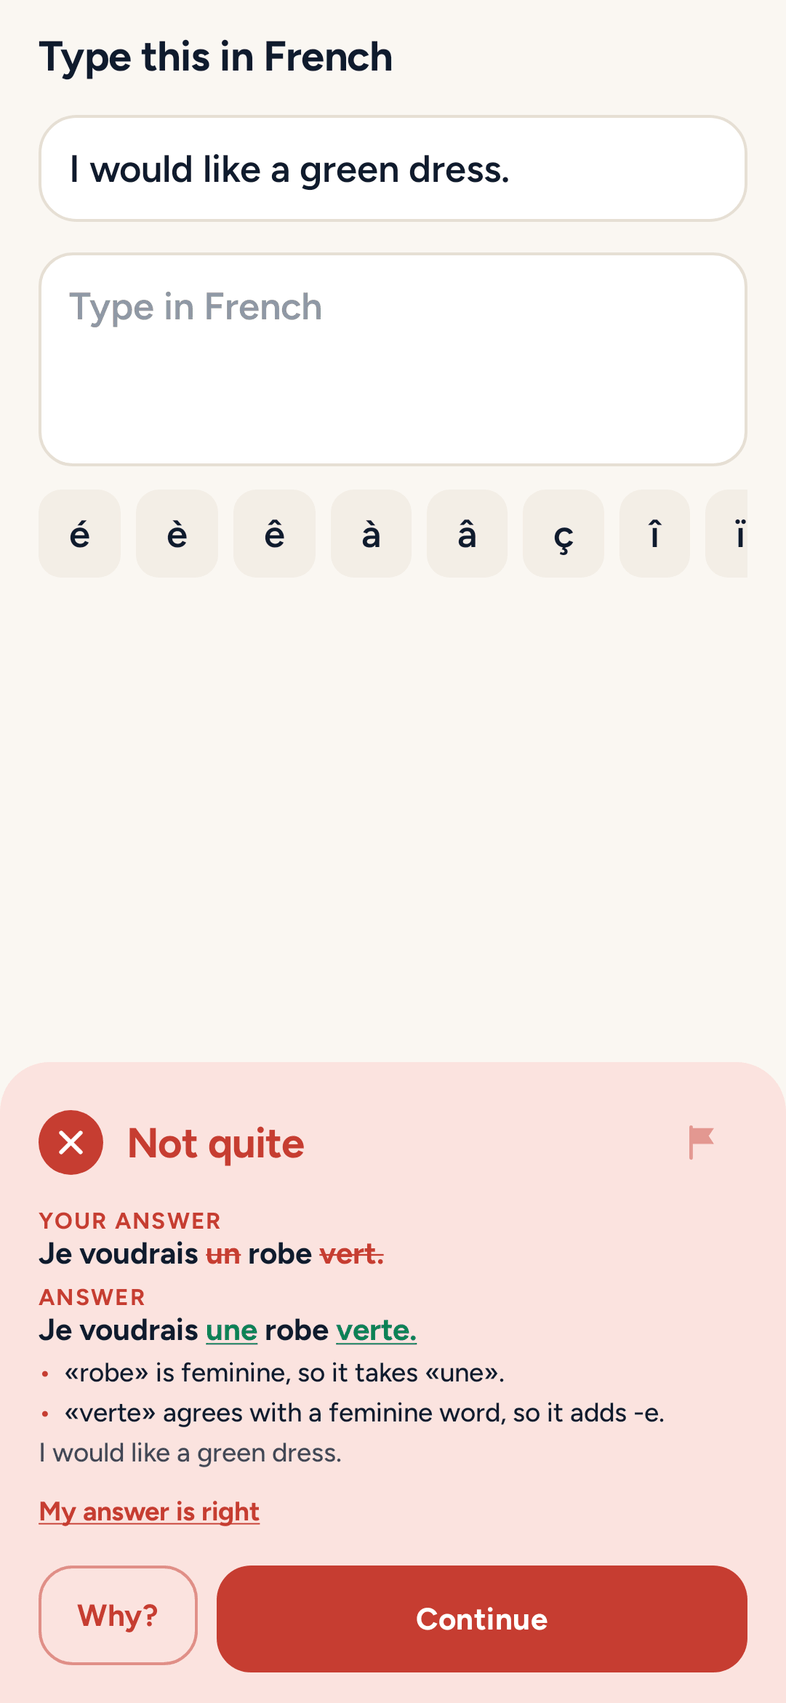 Type this in French
I would like a green dress.
Type in French
é è ê à â ç î ï
Not quite
YOUR ANSWER
Je voudrais un robe vert.
ANSWER
Je voudrais une robe verte.
• «robe» is feminine, so it takes «une».
• «verte» agrees with a feminine word, so it adds -e.
I would like a green dress.
My answer is right
Why? Continue